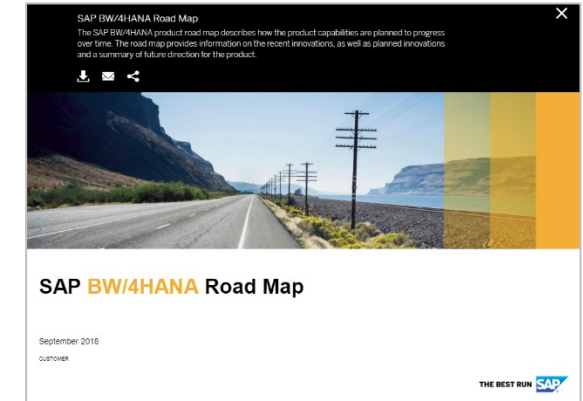 SAP BW/4HANA Road Map
The SAP BW/4HANA product road map describes how the product capabilities are planned to progress
over time. The road map provides information on the recent innovations, as well as planned innovations
and a summary of future direction for the product.
SAP BW/4HANA Road Map
September 2018
CUSTOMER
THE BEST RUN SAP